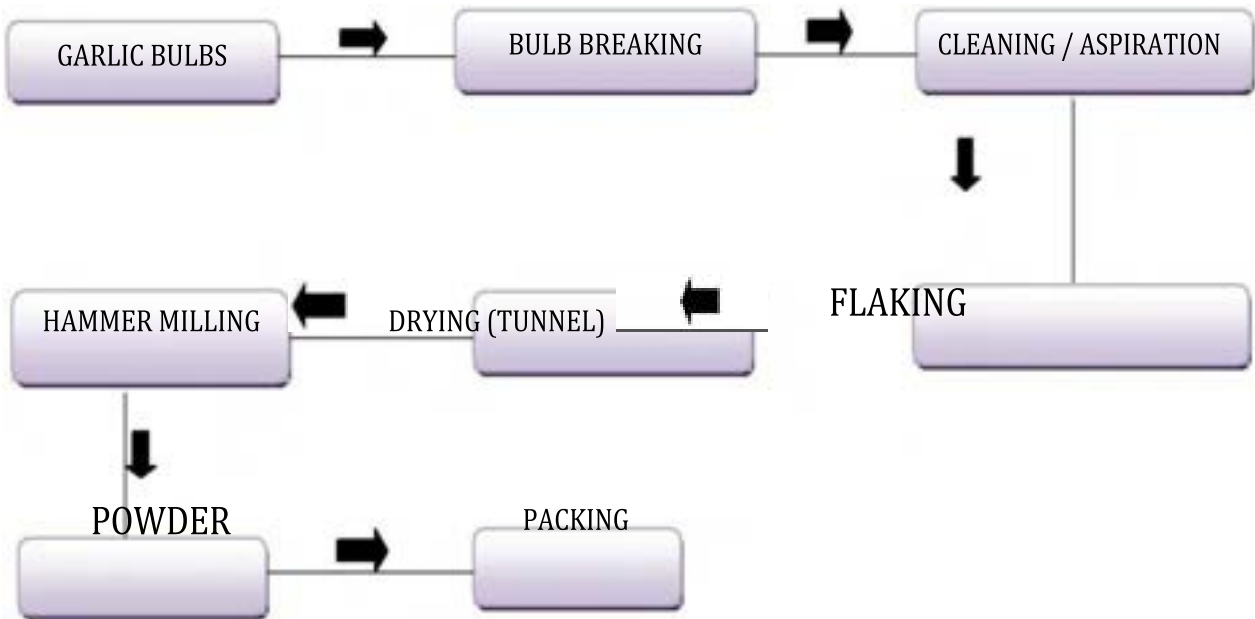 GARLIC BULBS
BULB BREAKING
CLEANING / ASPIRATION
FLAKING
DRYING (TUNNEL)
HAMMER MILLING
POWDER
PACKING